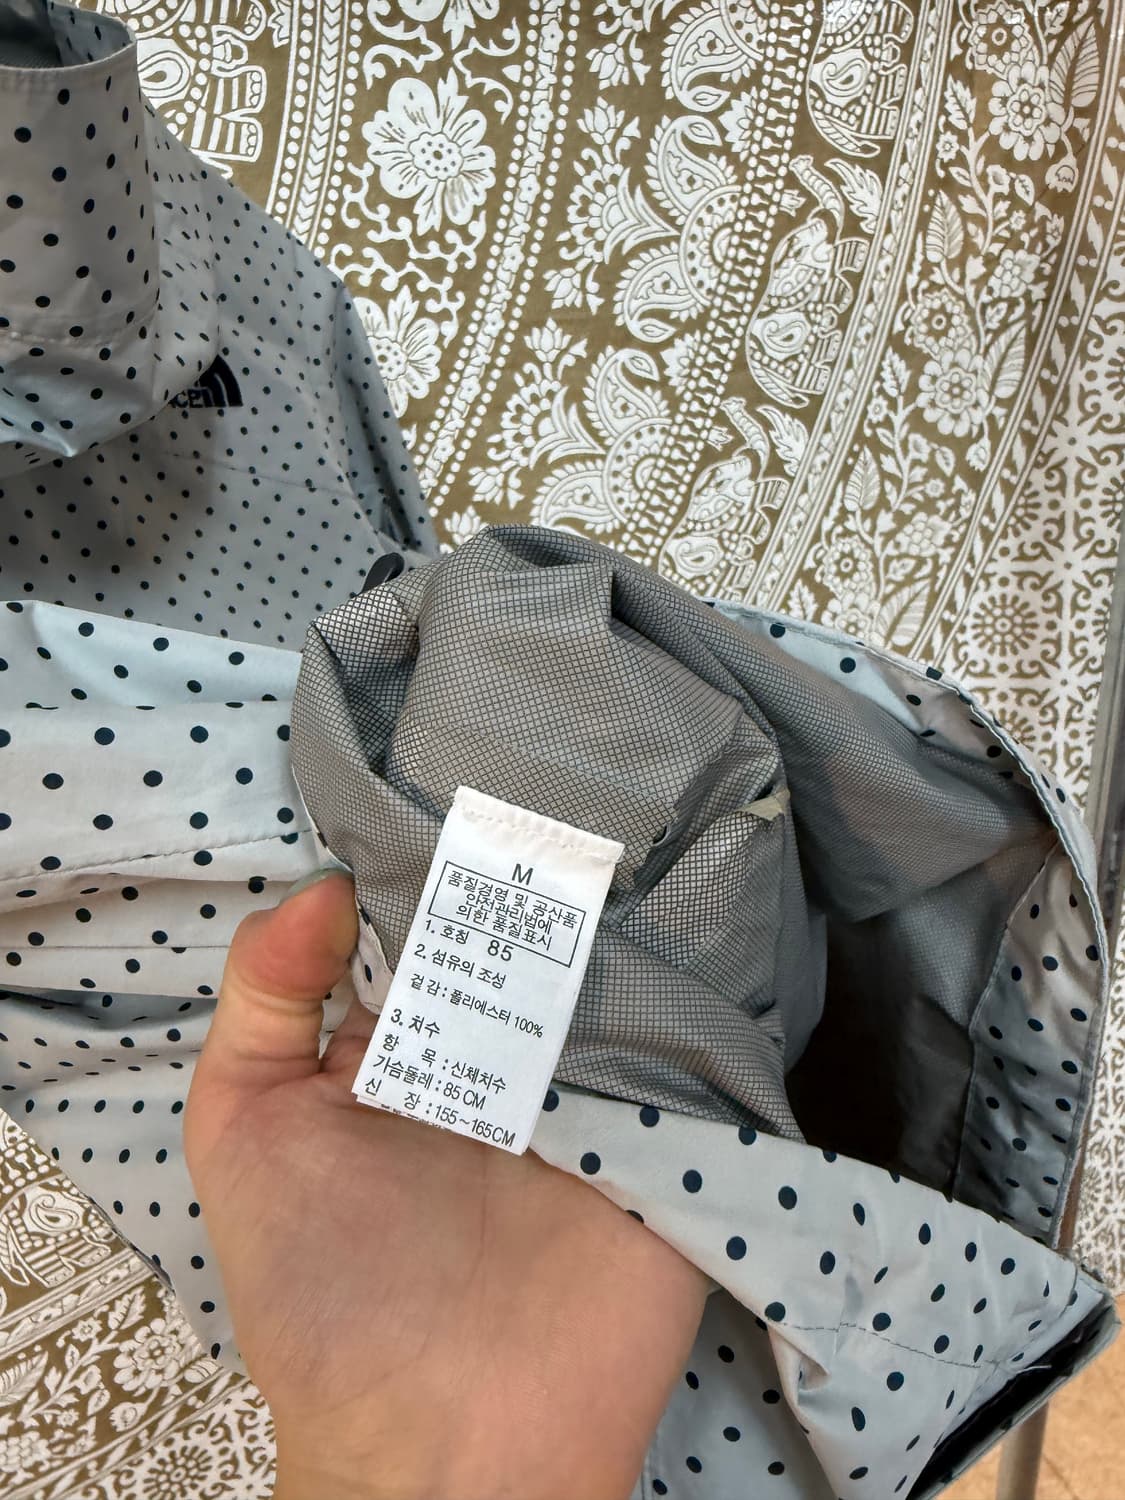 M
품질경영 및 공산품
안전관리법에
의한 품질표시
1. 호칭 85
2. 섬유의 조성
겉 감 : 폴리에스터 100%
3. 치수
항 목 : 신체치수
가슴둘레 : 85 CM
신 장 : 155~165CM